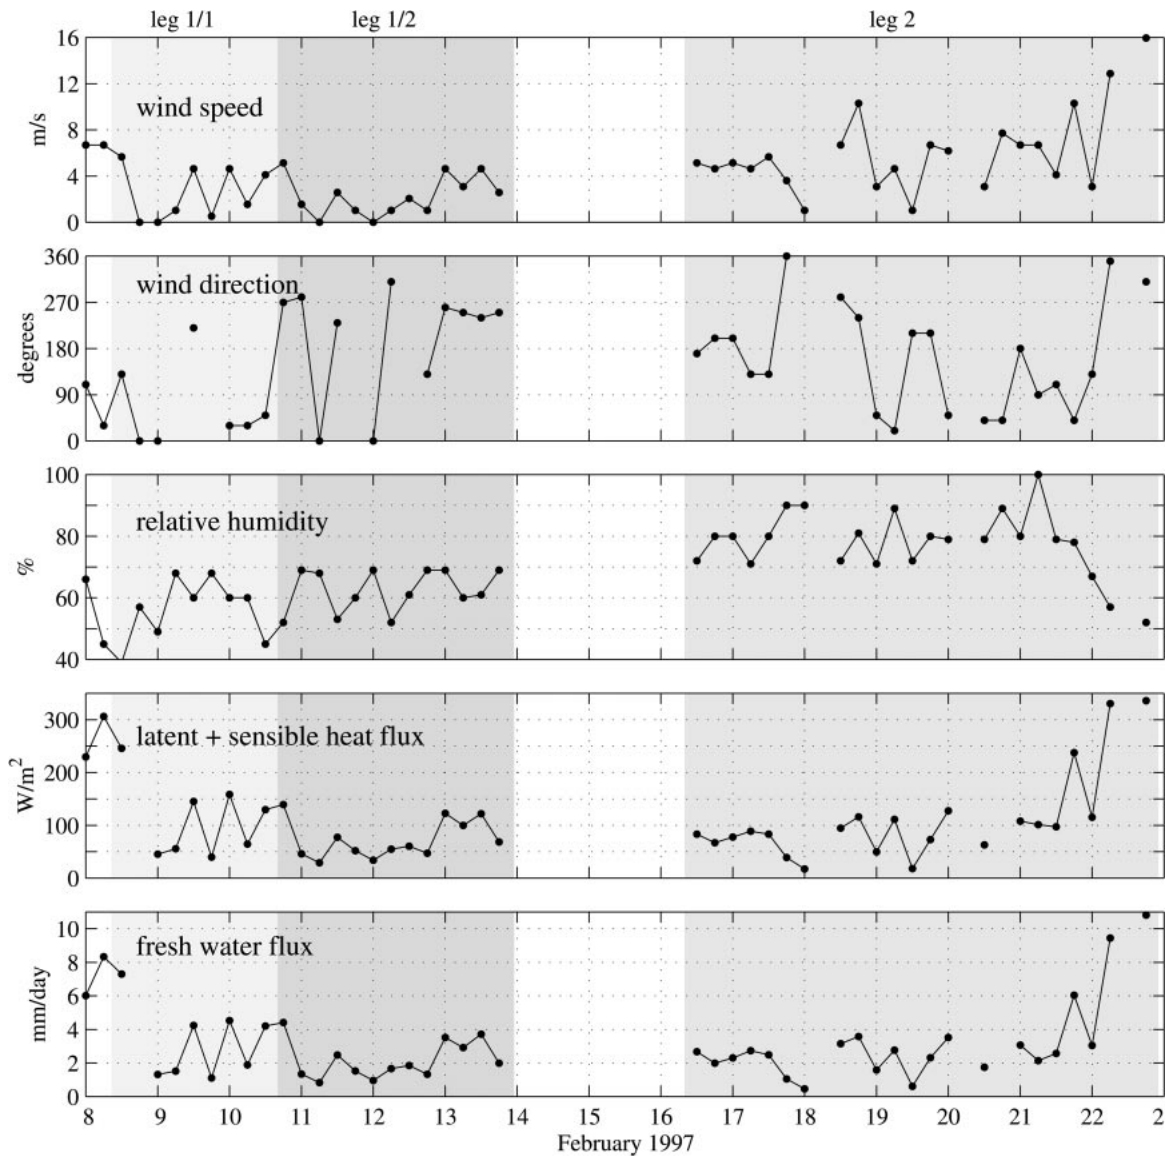 leg 1/1 leg 1/2 leg 2
16
12
8
4
0
m/s
wind speed
360
270
180
90
0
degrees
wind direction
100
80
60
40
%
relative humidity
300
200
100
0
W/m²
latent + sensible heat flux
10
8
6
4
2
0
mm/day
fresh water flux
8 9 10 11 12 13 14 15 16 17 18 19 20 21 22 2
February 1997